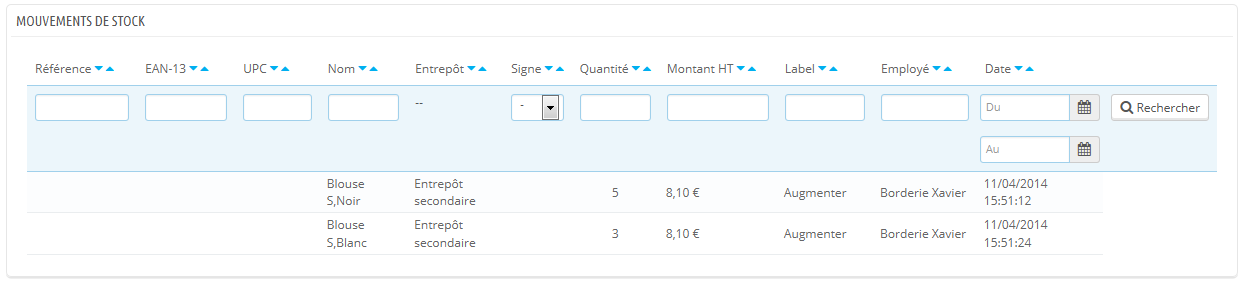 MOUVEMENTS DE STOCK
Référence EAN-13 UPC Nom Entrepôt Signe Quantité Montant HT Label Employé Date
-- - Du Rechercher
Au
Blouse S,Noir Entrepôt secondaire 5 8,10 € Augmenter Borderie Xavier 11/04/2014 15:51:12
Blouse S,Blanc Entrepôt secondaire 3 8,10 € Augmenter Borderie Xavier 11/04/2014 15:51:24